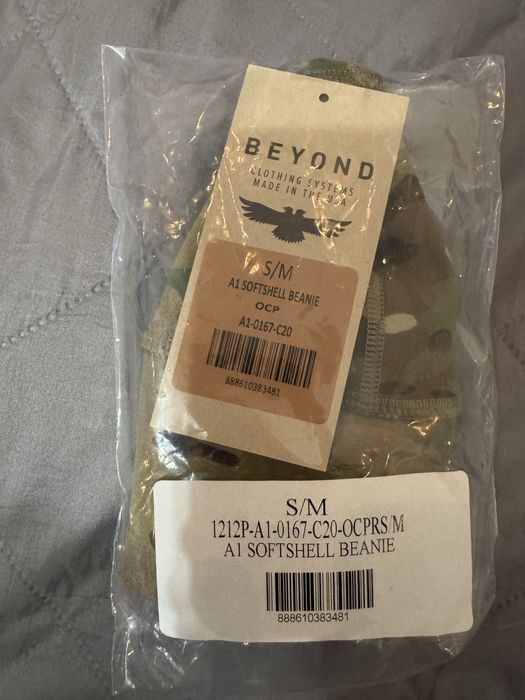 BEYOND
CLOTHING SYSTEMS
MADE IN THE USA
S/M
A1 SOFTSHELL BEANIE
OCP
A1-0167-C20
888610383481
S/M
1212P-A1-0167-C20-OCPRS/M
A1 SOFTSHELL BEANIE
888610383481